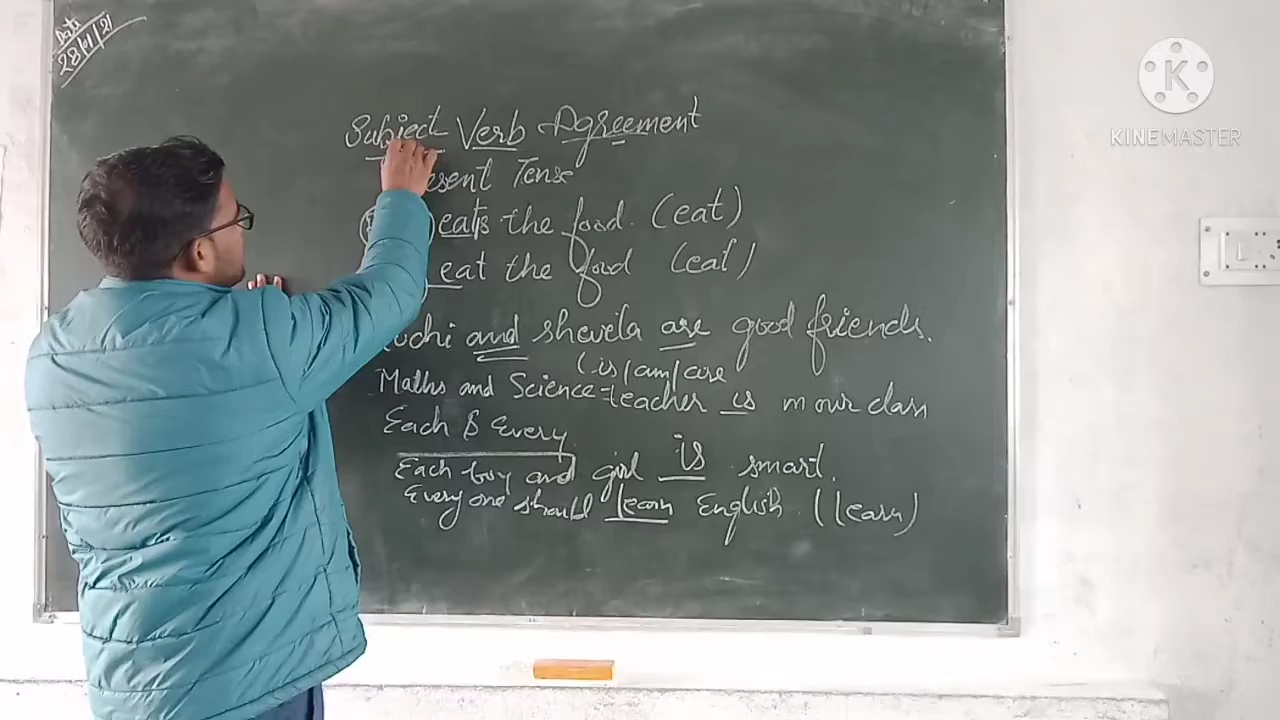 Date
28/1/21
Subject Verb Agreement
esent Tense
eats the food. (eat)
eat the food (eat)
uchi and sheela are good friends.
(is/am/are
Maths and Science-teacher is in our class
Each & Every
Each boy and girl is smart.
Every one should learn English. (learn)
K
KINEMASTER